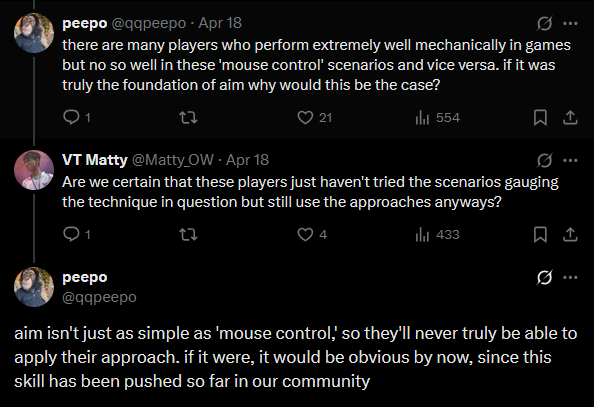 peepo @qqpeepo · Apr 18
there are many players who perform extremely well mechanically in games
but no so well in these 'mouse control' scenarios and vice versa. if it was
truly the foundation of aim why would this be the case?
1 21 554
VT Matty @Matty_OW · Apr 18
Are we certain that these players just haven't tried the scenarios gauging
the technique in question but still use the approaches anyways?
1 4 433
peepo
@qqpeepo
aim isn't just as simple as 'mouse control,' so they'll never truly be able to
apply their approach. if it were, it would be obvious by now, since this
skill has been pushed so far in our community